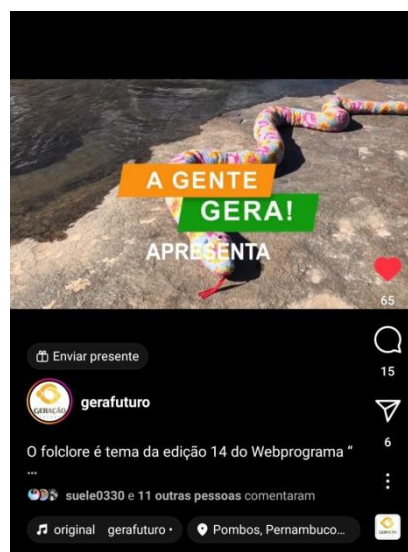 A GENTE
GERA!
APRESENTA
65
15
6
Enviar presente
GERAÇÃO
gerafuturo
O folclore é tema da edição 14 do Webprograma “
...
suele0330 e 11 outras pessoas comentaram
original gerafuturo •
Pombos, Pernambuco...